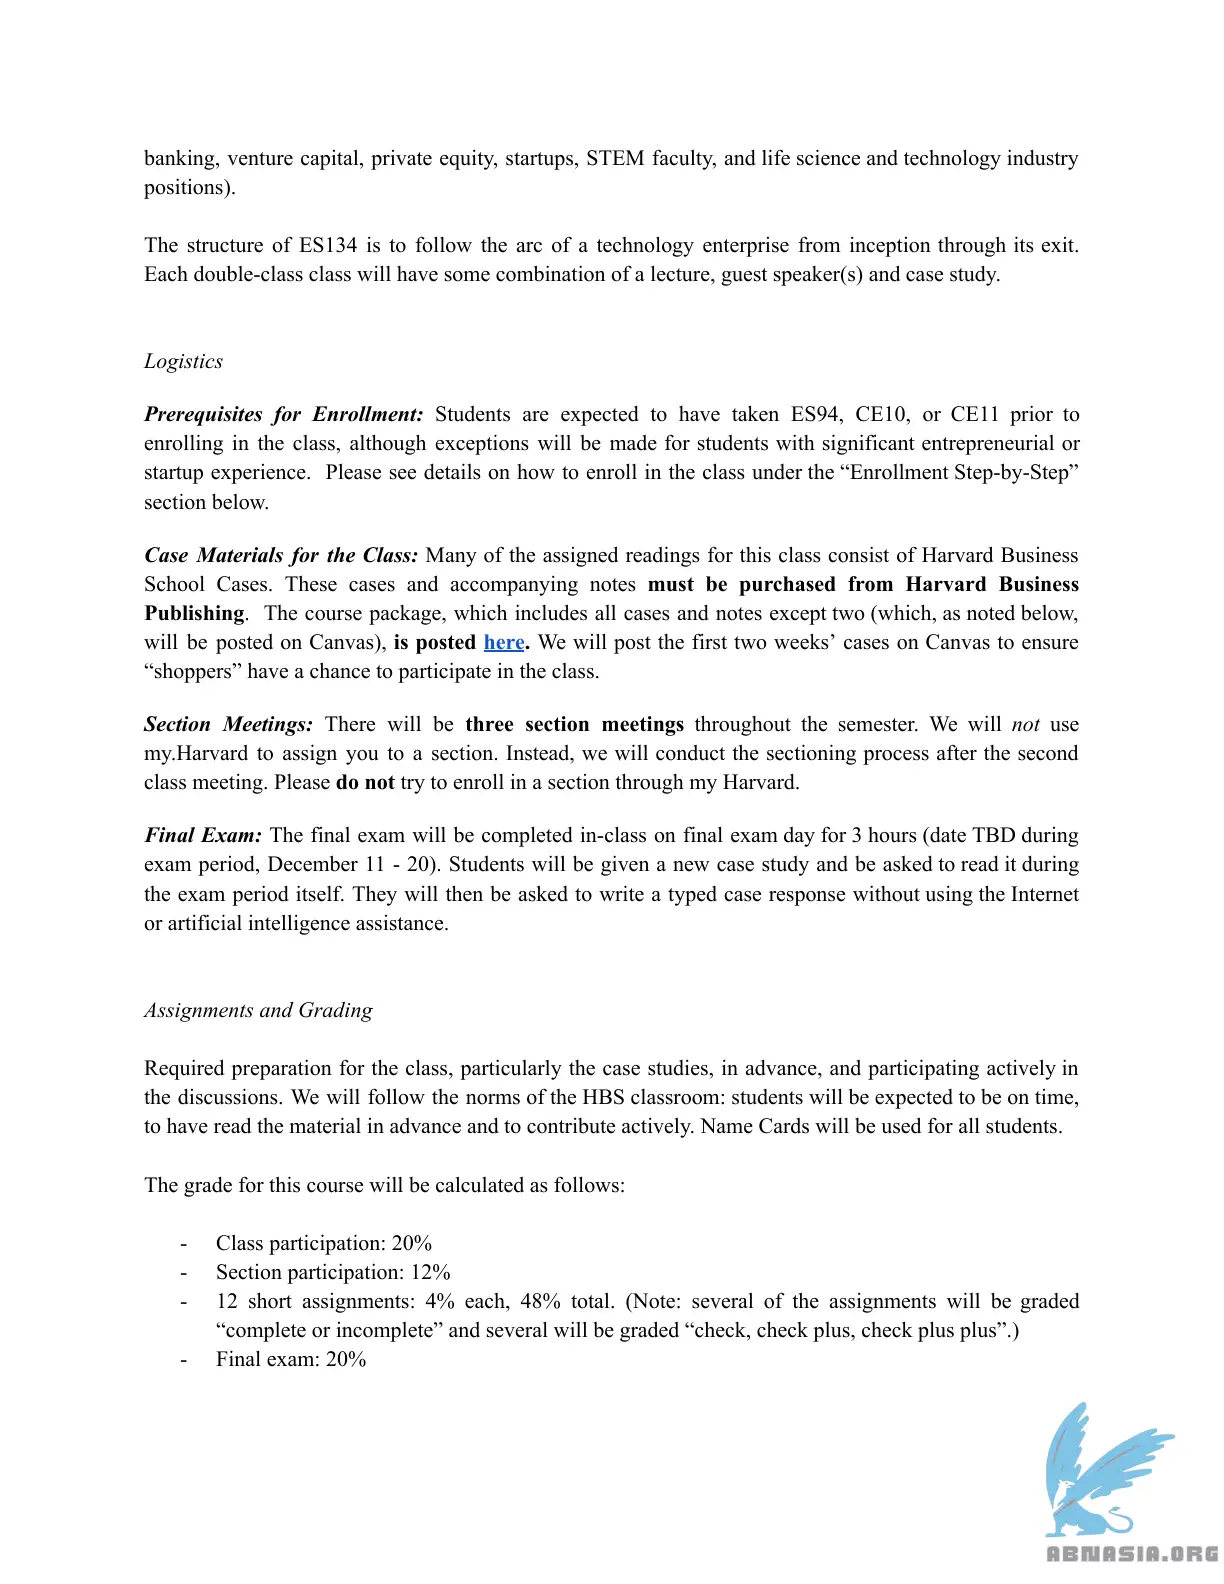 banking, venture capital, private equity, startups, STEM faculty, and life science and technology industry
positions).
The structure of ES134 is to follow the arc of a technology enterprise from inception through its exit.
Each double-class class will have some combination of a lecture, guest speaker(s) and case study.
Logistics
Prerequisites for Enrollment: Students are expected to have taken ES94, CE10, or CE11 prior to
enrolling in the class, although exceptions will be made for students with significant entrepreneurial or
startup experience.  Please see details on how to enroll in the class under the “Enrollment Step-by-Step”
section below.
Case Materials for the Class: Many of the assigned readings for this class consist of Harvard Business
School Cases. These cases and accompanying notes must be purchased from Harvard Business
Publishing.  The course package, which includes all cases and notes except two (which, as noted below,
will be posted on Canvas), is posted here. We will post the first two weeks’ cases on Canvas to ensure
“shoppers” have a chance to participate in the class.
Section Meetings: There will be three section meetings throughout the semester. We will not use
my.Harvard to assign you to a section. Instead, we will conduct the sectioning process after the second
class meeting. Please do not try to enroll in a section through my Harvard.
Final Exam: The final exam will be completed in-class on final exam day for 3 hours (date TBD during
exam period, December 11 - 20). Students will be given a new case study and be asked to read it during
the exam period itself. They will then be asked to write a typed case response without using the Internet
or artificial intelligence assistance.
Assignments and Grading
Required preparation for the class, particularly the case studies, in advance, and participating actively in
the discussions. We will follow the norms of the HBS classroom: students will be expected to be on time,
to have read the material in advance and to contribute actively. Name Cards will be used for all students.
The grade for this course will be calculated as follows:
- Class participation: 20%
- Section participation: 12%
- 12 short assignments: 4% each, 48% total. (Note: several of the assignments will be graded
“complete or incomplete” and several will be graded “check, check plus, check plus plus”.)
- Final exam: 20%
ABNASIA.ORG